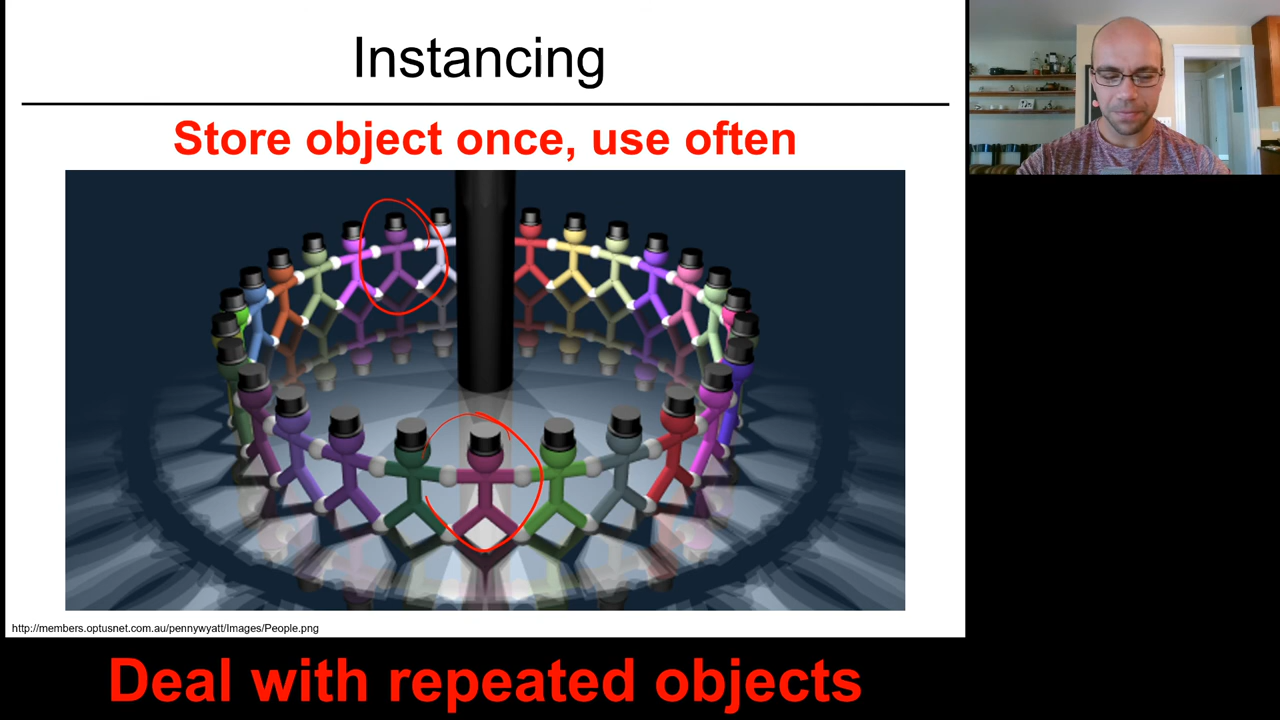 Instancing
Store object once, use often
http://members.optusnet.com.au/pennywyatt/Images/People.png
Deal with repeated objects